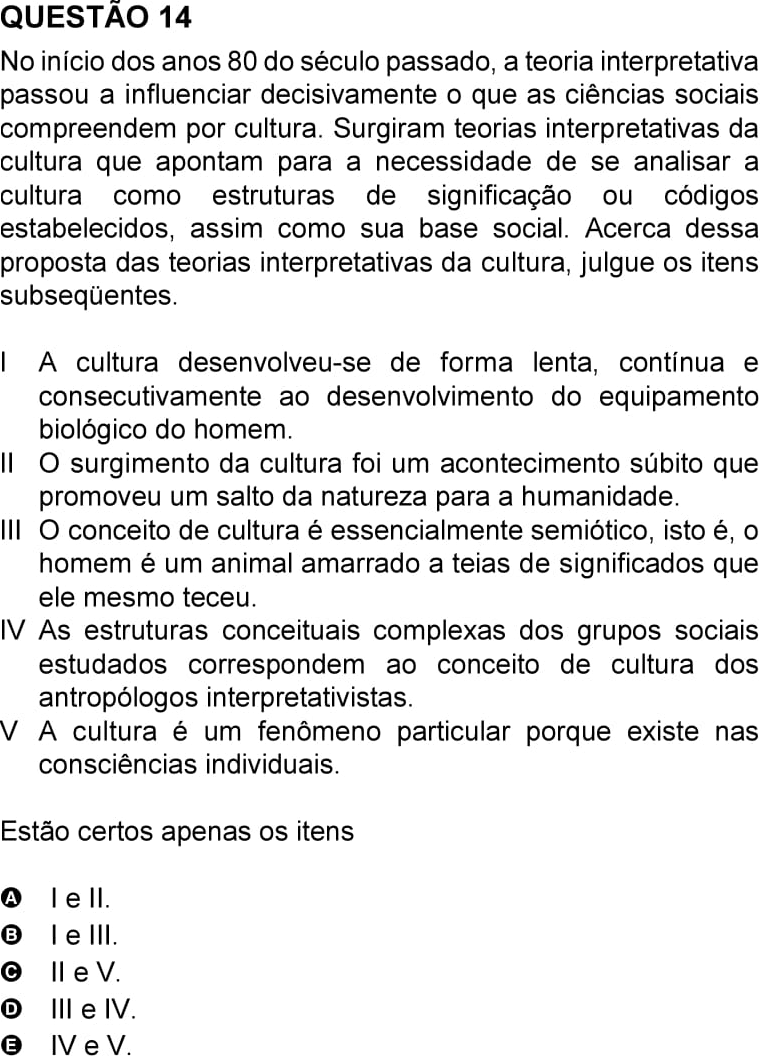 QUESTÃO 14
No início dos anos 80 do século passado, a teoria interpretativa
passou a influenciar decisivamente o que as ciências sociais
compreendem por cultura. Surgiram teorias interpretativas da
cultura que apontam para a necessidade de se analisar a
cultura como estruturas de significação ou códigos
estabelecidos, assim como sua base social. Acerca dessa
proposta das teorias interpretativas da cultura, julgue os itens
subseqüentes.
I A cultura desenvolveu-se de forma lenta, contínua e
consecutivamente ao desenvolvimento do equipamento
biológico do homem.
II O surgimento da cultura foi um acontecimento súbito que
promoveu um salto da natureza para a humanidade.
III O conceito de cultura é essencialmente semiótico, isto é, o
homem é um animal amarrado a teias de significados que
ele mesmo teceu.
IV As estruturas conceituais complexas dos grupos sociais
estudados correspondem ao conceito de cultura dos
antropólogos interpretativistas.
V A cultura é um fenômeno particular porque existe nas
consciências individuais.
Estão certos apenas os itens
A I e II.
B I e III.
C II e V.
D III e IV.
E IV e V.